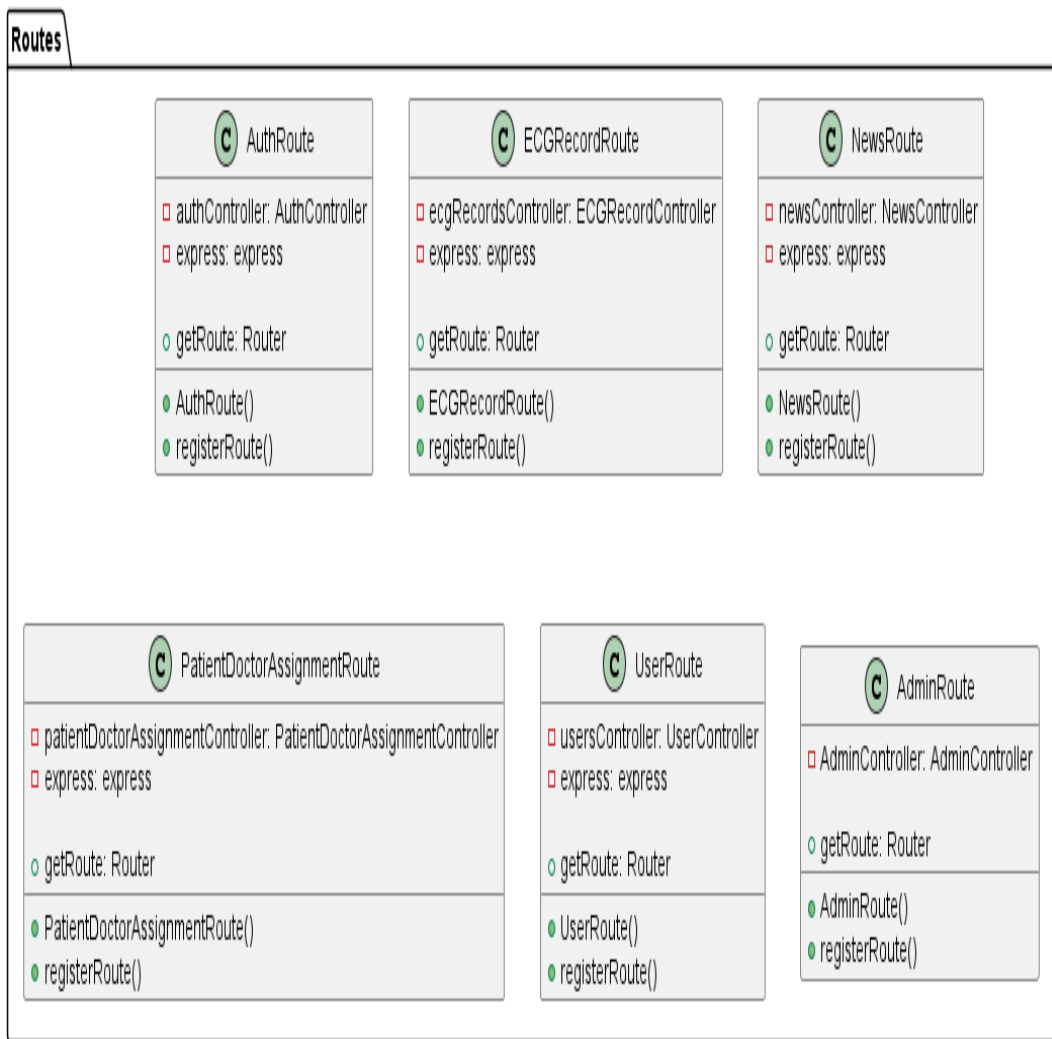 Routes
C AuthRoute
authController: AuthController
express: express
getRoute: Router
AuthRoute()
registerRoute()
C ECGRecordRoute
ecgRecordsController: ECGRecordController
express: express
getRoute: Router
ECGRecordRoute()
registerRoute()
C NewsRoute
newsController: NewsController
express: express
getRoute: Router
NewsRoute()
registerRoute()
C PatientDoctorAssignmentRoute
patientDoctorAssignmentController: PatientDoctorAssignmentController
express: express
getRoute: Router
PatientDoctorAssignmentRoute()
registerRoute()
C UserRoute
usersController: UserController
express: express
getRoute: Router
UserRoute()
registerRoute()
C AdminRoute
AdminController: AdminController
getRoute: Router
AdminRoute()
registerRoute()